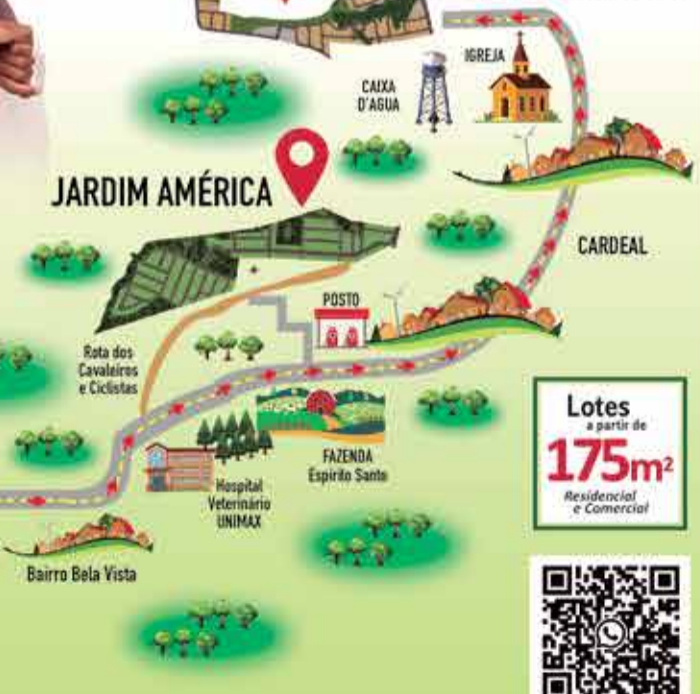 IGREJA
CAIXA
D'AGUA
JARDIM AMÉRICA
CARDEAL
POSTO
Rota dos
Cavaleiros
e Ciclistas
Lotes
a partir de
175m²
Residencial
e Comercial
FAZENDA
Espirito Santo
Hospital
Veterinário
UNIMAX
Bairro Bela Vista